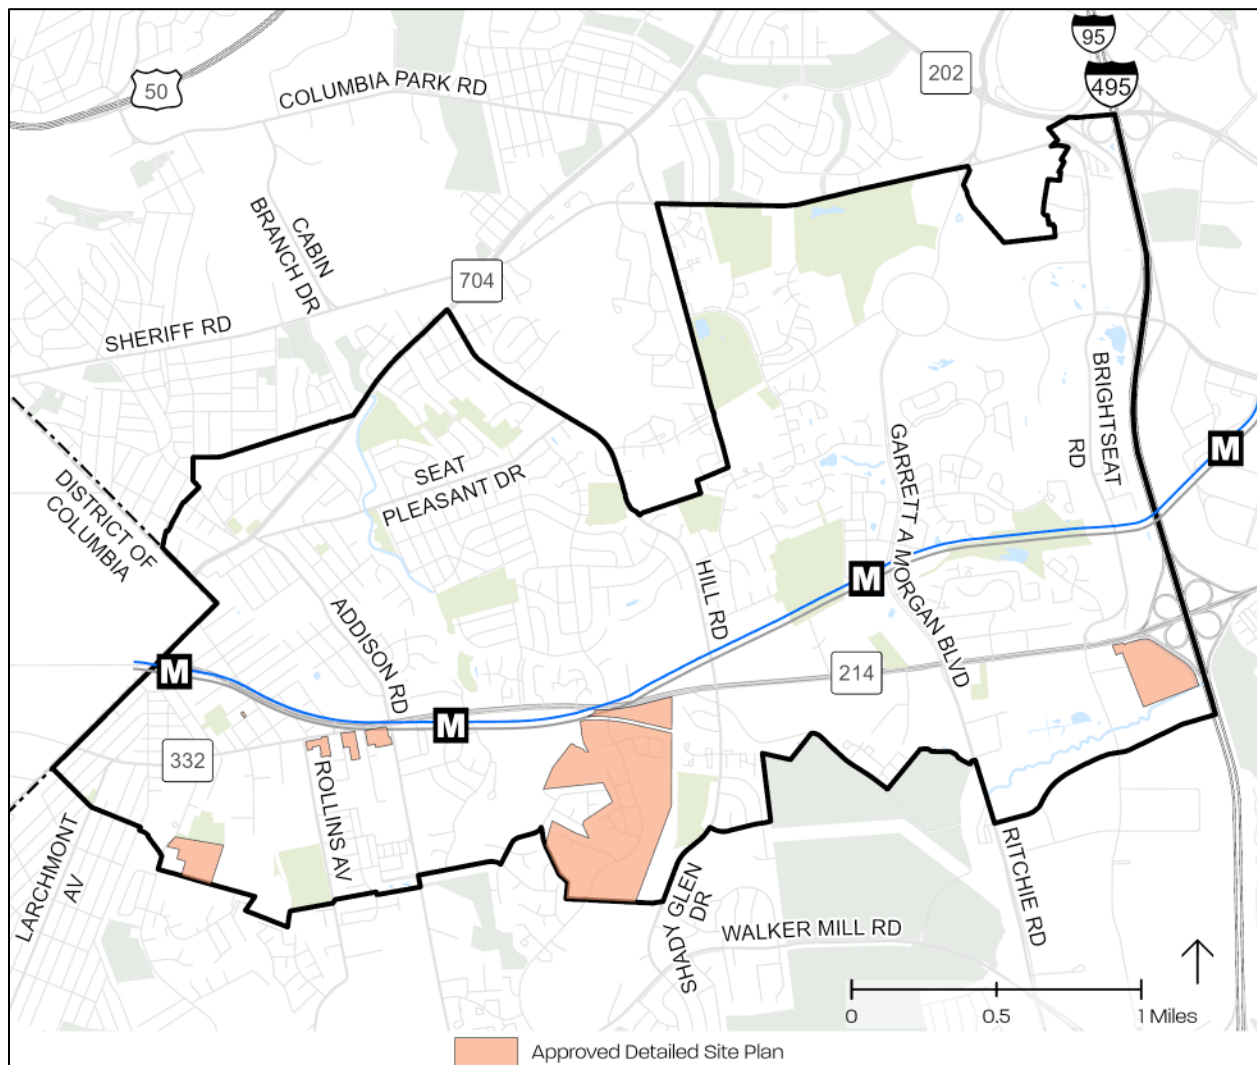 95
495
50
202
COLUMBIA PARK RD
CABIN
BRANCH DR
704
SHERIFF RD
BRIGHTSEAT
RD
SEAT
PLEASANT DR
GARRETT A MORGAN BLVD
M
DISTRICT OF
COLUMBIA
HILL RD
M
ADDISON RD
M
214
M
332
ROLLINS AV
LARCHMONT
AV
SHADY GLEN
DR
RITCHIE RD
WALKER MILL RD
0
0.5
1 Miles
Approved Detailed Site Plan